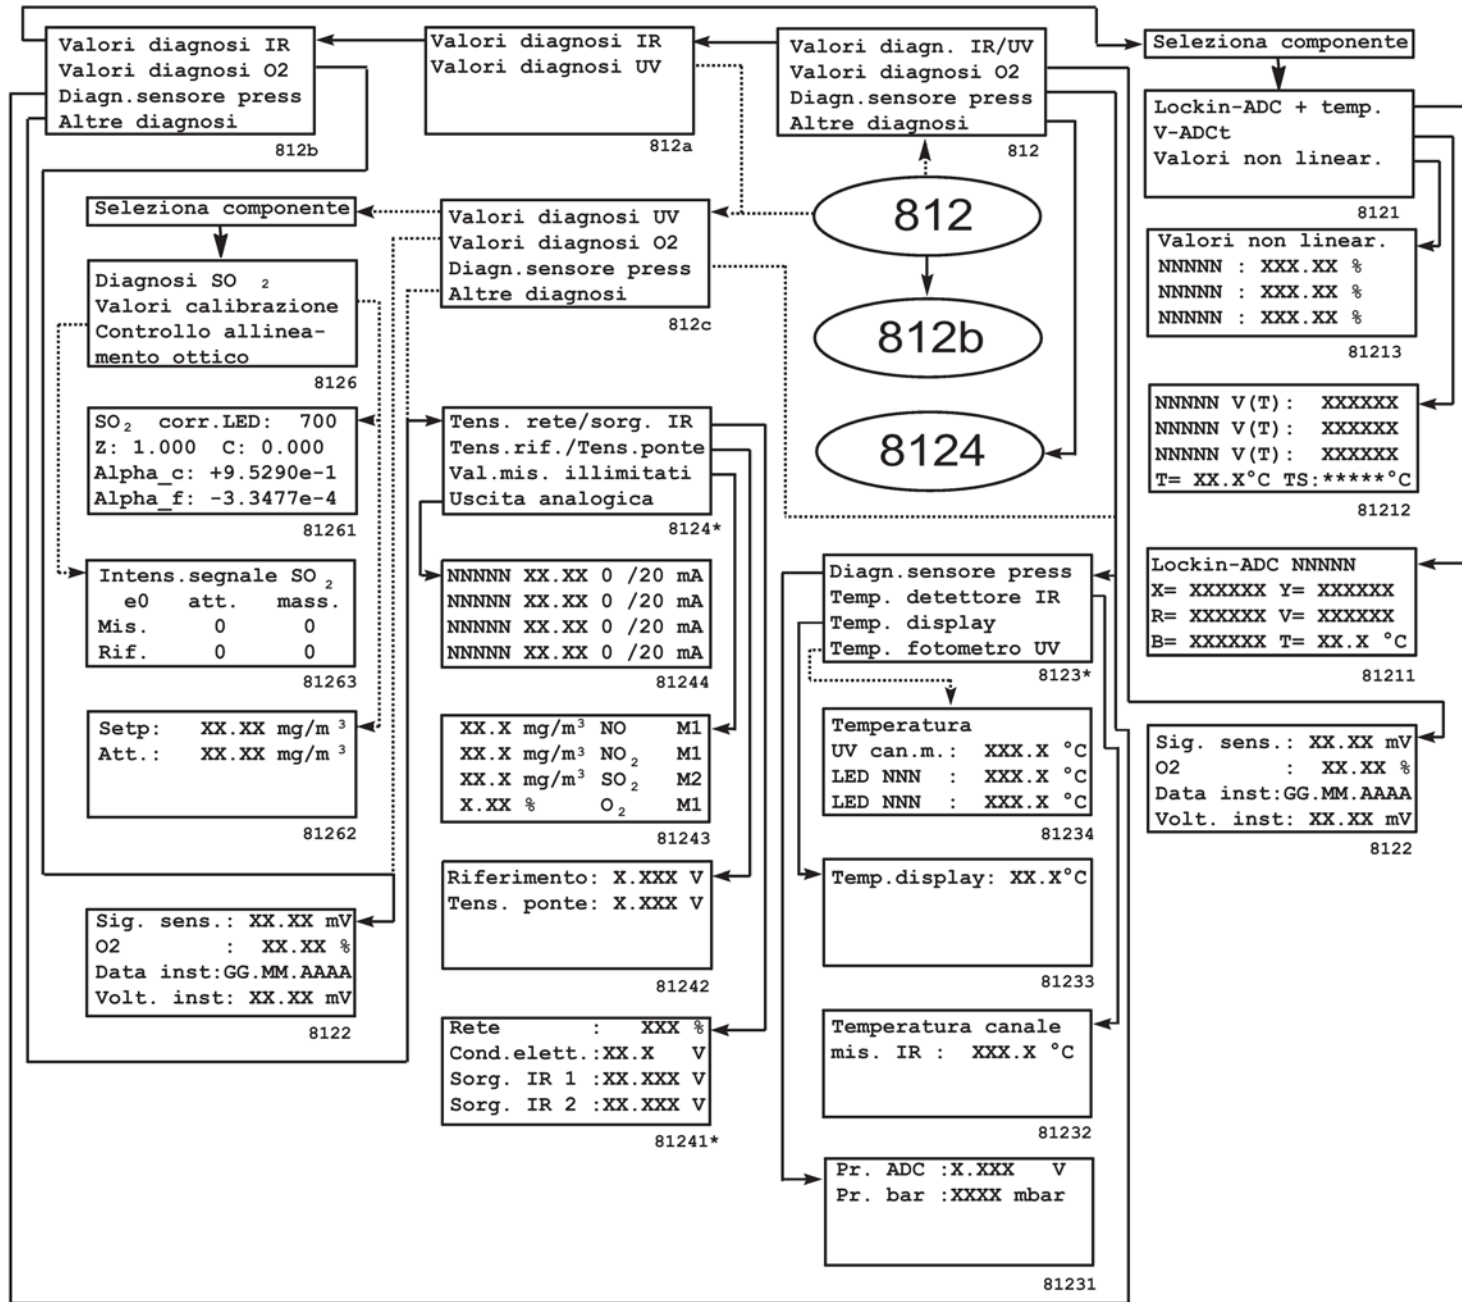 Valori diagnosi IR
Valori diagnosi O2
Diagn.sensore press
Altre diagnosi
812b
Valori diagnosi IR
Valori diagnosi UV
812a
Valori diagn. IR/UV
Valori diagnosi O2
Diagn.sensore press
Altre diagnosi
812
Seleziona componente
Lockin-ADC + temp.
V-ADCt
Valori non linear.
8121
Valori non linear.
NNNNN : XXX.XX %
NNNNN : XXX.XX %
NNNNN : XXX.XX %
81213
NNNNN V(T): XXXXXX
NNNNN V(T): XXXXXX
NNNNN V(T): XXXXXX
T= XX.X°C TS:*****°C
81212
Lockin-ADC NNNNN
X= XXXXXX Y= XXXXXX
R= XXXXXX V= XXXXXX
B= XXXXXX T= XX.X °C
81211
Sig. sens.: XX.XX mV
O2 : XX.XX %
Data inst:GG.MM.AAAA
Volt. inst: XX.XX mV
8122
812
812b
8124
Seleziona componente
Diagnosi SO₂
Valori calibrazione
Controllo allinea-
mento ottico
8126
SO₂ corr.LED: 700
Z: 1.000 C: 0.000
Alpha_c: +9.5290e-1
Alpha_f: -3.3477e-4
81261
Intens.segnale SO₂
e0 att. mass.
Mis. 0 0
Rif. 0 0
81263
Setp: XX.XX mg/m³
Att.: XX.XX mg/m³
81262
Sig. sens.: XX.XX mV
O2 : XX.XX %
Data inst:GG.MM.AAAA
Volt. inst: XX.XX mV
8122
Valori diagnosi UV
Valori diagnosi O2
Diagn.sensore press
Altre diagnosi
812c
Tens. rete/sorg. IR
Tens.rif./Tens.ponte
Val.mis. illimitati
Uscita analogica
8124*
NNNNN XX.XX 0 /20 mA
NNNNN XX.XX 0 /20 mA
NNNNN XX.XX 0 /20 mA
NNNNN XX.XX 0 /20 mA
81244
XX.X mg/m³ NO M1
XX.X mg/m³ NO₂ M1
XX.X mg/m³ SO₂ M2
X.XX % O₂ M1
81243
Riferimento: X.XXX V
Tens. ponte: X.XXX V
81242
Rete : XXX %
Cond.elett.:XX.X V
Sorg. IR 1 :XX.XXX V
Sorg. IR 2 :XX.XXX V
81241*
Diagn.sensore press
Temp. detettore IR
Temp. display
Temp. fotometro UV
8123*
Temperatura
UV can.m.: XXX.X °C
LED NNN : XXX.X °C
LED NNN : XXX.X °C
81234
Temp.display: XX.X°C
81233
Temperatura canale
mis. IR : XXX.X °C
81232
Pr. ADC :X.XXX V
Pr. bar :XXXX mbar
81231